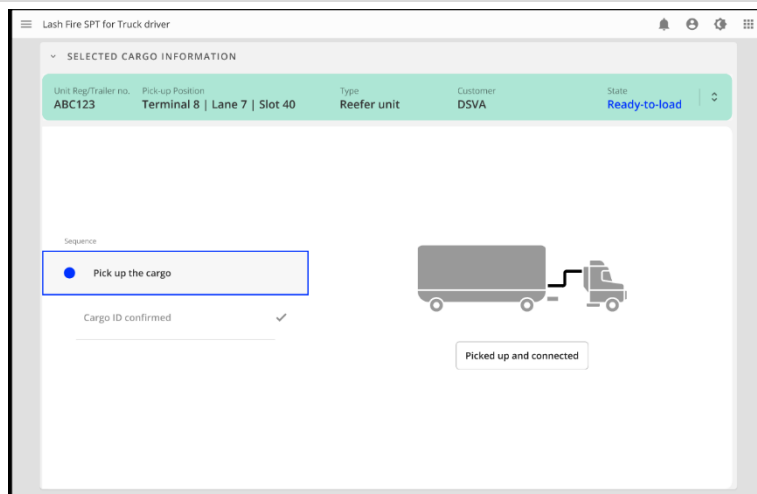 Lash Fire SPT for Truck driver
SELECTED CARGO INFORMATION
Unit Reg/Trailer no. Pick-up Position Type Customer State
ABC123 Terminal 8 | Lane 7 | Slot 40 Reefer unit DSVA Ready-to-load
Sequence
Pick up the cargo
Cargo ID confirmed
Picked up and connected